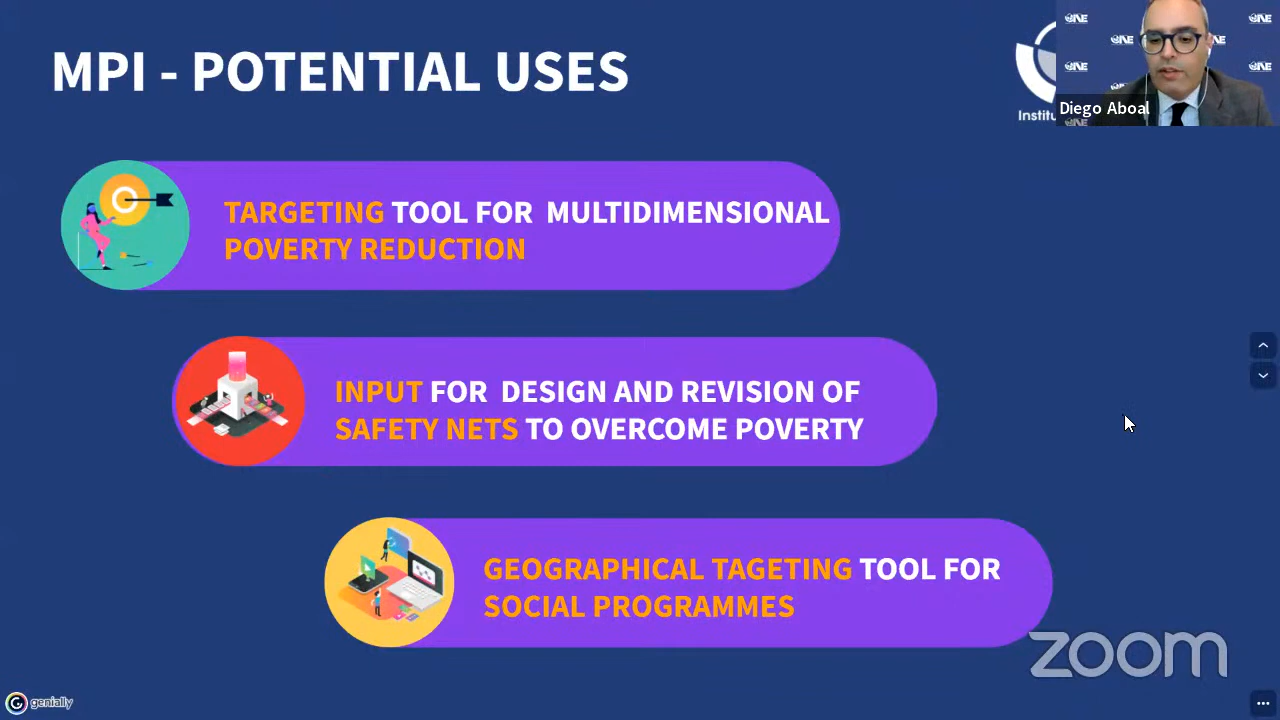 MPI - POTENTIAL USES
Institu
Diego Aboal
TARGETING TOOL FOR MULTIDIMENSIONAL
POVERTY REDUCTION
INPUT FOR DESIGN AND REVISION OF
SAFETY NETS TO OVERCOME POVERTY
GEOGRAPHICAL TAGETING TOOL FOR
SOCIAL PROGRAMMES
zoom
genially